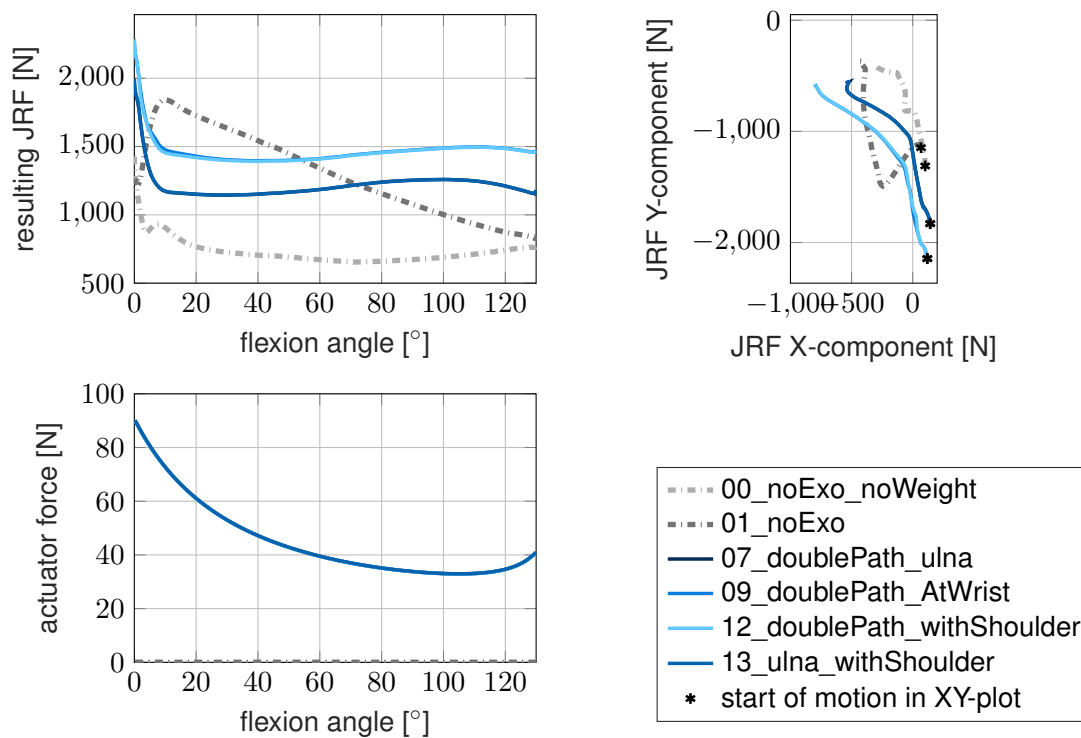 resulting JRF [N]
2,000
1,500
1,000
500
0 20 40 60 80 100 120
flexion angle [°]
JRF Y-component [N]
0
−1,000
−2,000
−1,000 −500 0
JRF X-component [N]
actuator force [N]
100
80
60
40
20
0
0 20 40 60 80 100 120
flexion angle [°]
00_noExo_noWeight
01_noExo
07_doublePath_ulna
09_doublePath_AtWrist
12_doublePath_withShoulder
13_ulna_withShoulder
start of motion in XY-plot